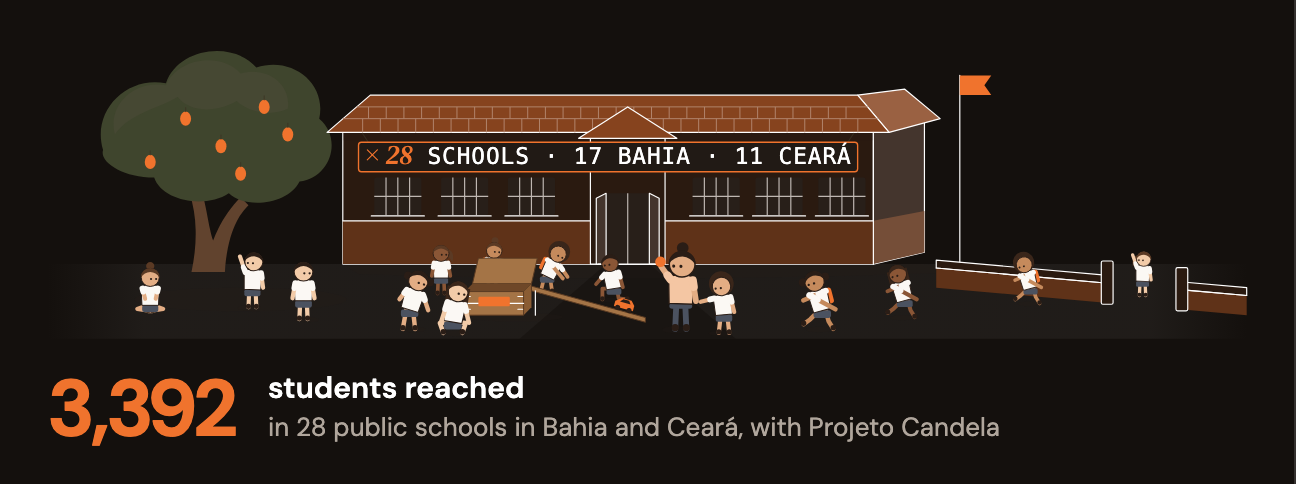 × 28 SCHOOLS · 17 BAHIA · 11 CEARÁ
3,392
students reached
in 28 public schools in Bahia and Ceará, with Projeto Candela